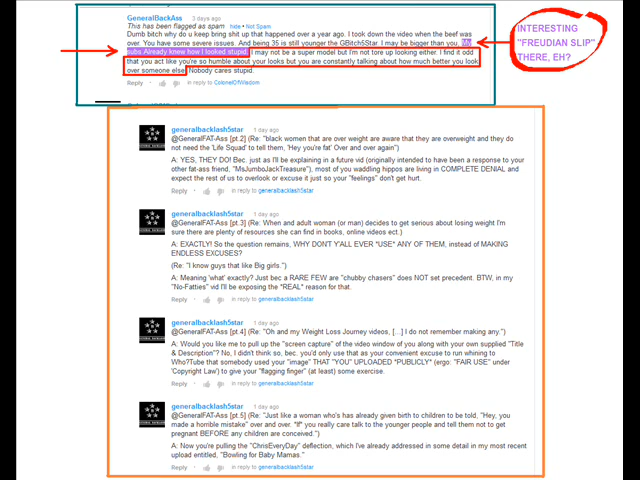 GeneralBackAss 3 days ago
This has been flagged as spam hide • Not Spam
Dumb bitch why do u keep bring shit up that happened over a year ago. I took down the video when the beef was
over. You have some severe issues. And being 35 is still younger the GBitch5Star. I may be bigger than you. My
subs. Already knew how I looked stupid. I may not be a super model but I'm not tore up looking either. I find it odd
that you act like you're so humble about your looks but you are constantly talking about how much better you look
over someone else. Nobody cares stupid.
Reply in reply to ColonelOfWisdom
INTERESTING
"FREUDIAN SLIP"
THERE, EH?
generalbacklash5star 1 day ago
@GeneralFAT-Ass [pt.2] (Re: "black women that are over weight are aware that they are overweight and they do
not need the 'Life Squad' to tell them, 'Hey you're fat' Over and over again")
A: YES, THEY DO! Bec. just as I'll be explaining in a future vid (originally intended to have been a response to your
other fat-ass friend, "MsJumboJackTreasure"), most of you waddling hippos are living in COMPLETE DENIAL and
expect the rest of us to overlook or excuse it just so your "feelings" don't get hurt.
Reply in reply to generalbacklash5star
generalbacklash5star 1 day ago
@GeneralFAT-Ass [pt.3] (Re: When and adult woman (or man) decides to get serious about losing weight I'm
sure there are plenty of resources she can find in books, online videos ect.)
A: EXACTLY! So the question remains, WHY DON'T Y'ALL EVER *USE* ANY OF THEM, instead of MAKING
ENDLESS EXCUSES?
(Re: "I know guys that like Big girls.")
A: Meaning 'what' exactly? Just bec a RARE FEW are "chubby chasers" does NOT set precedent. BTW, in my
"No-Fatties" vid I'll be exposing the *REAL* reason for that.
Reply in reply to generalbacklash5star
generalbacklash5star 1 day ago
@GeneralFAT-Ass [pt.4] (Re: "Oh and my Weight Loss Journey videos, [...] I do not remember making any.")
A: Would you like me to pull up the "screen capture" of the video window of you along with your own supplied "Title
& Description"? No, I didn't think so, bec. you'd only use that as your convenient excuse to run whining to
Who?Tube that somebody used your "image" THAT "YOU" UPLOADED *PUBLICLY* (ergo: "FAIR USE" under
'Copyright Law') to give your "flagging finger" (at least) some exercise.
Reply in reply to generalbacklash5star
generalbacklash5star 1 day ago
@GeneralFAT-Ass [pt.5] (Re: "Just like a woman who's has already given birth to children to be told, "Hey, you
made a horrible mistake" over and over. *If* you really care talk to the younger people and tell them not to get
pregnant BEFORE any children are conceived.")
A: Now you're pulling the "ChrisEveryDay" deflection, which I've already addressed in some detail in my most recent
upload entitled, "Bowling for Baby Mamas."
Reply in reply to generalbacklash5star